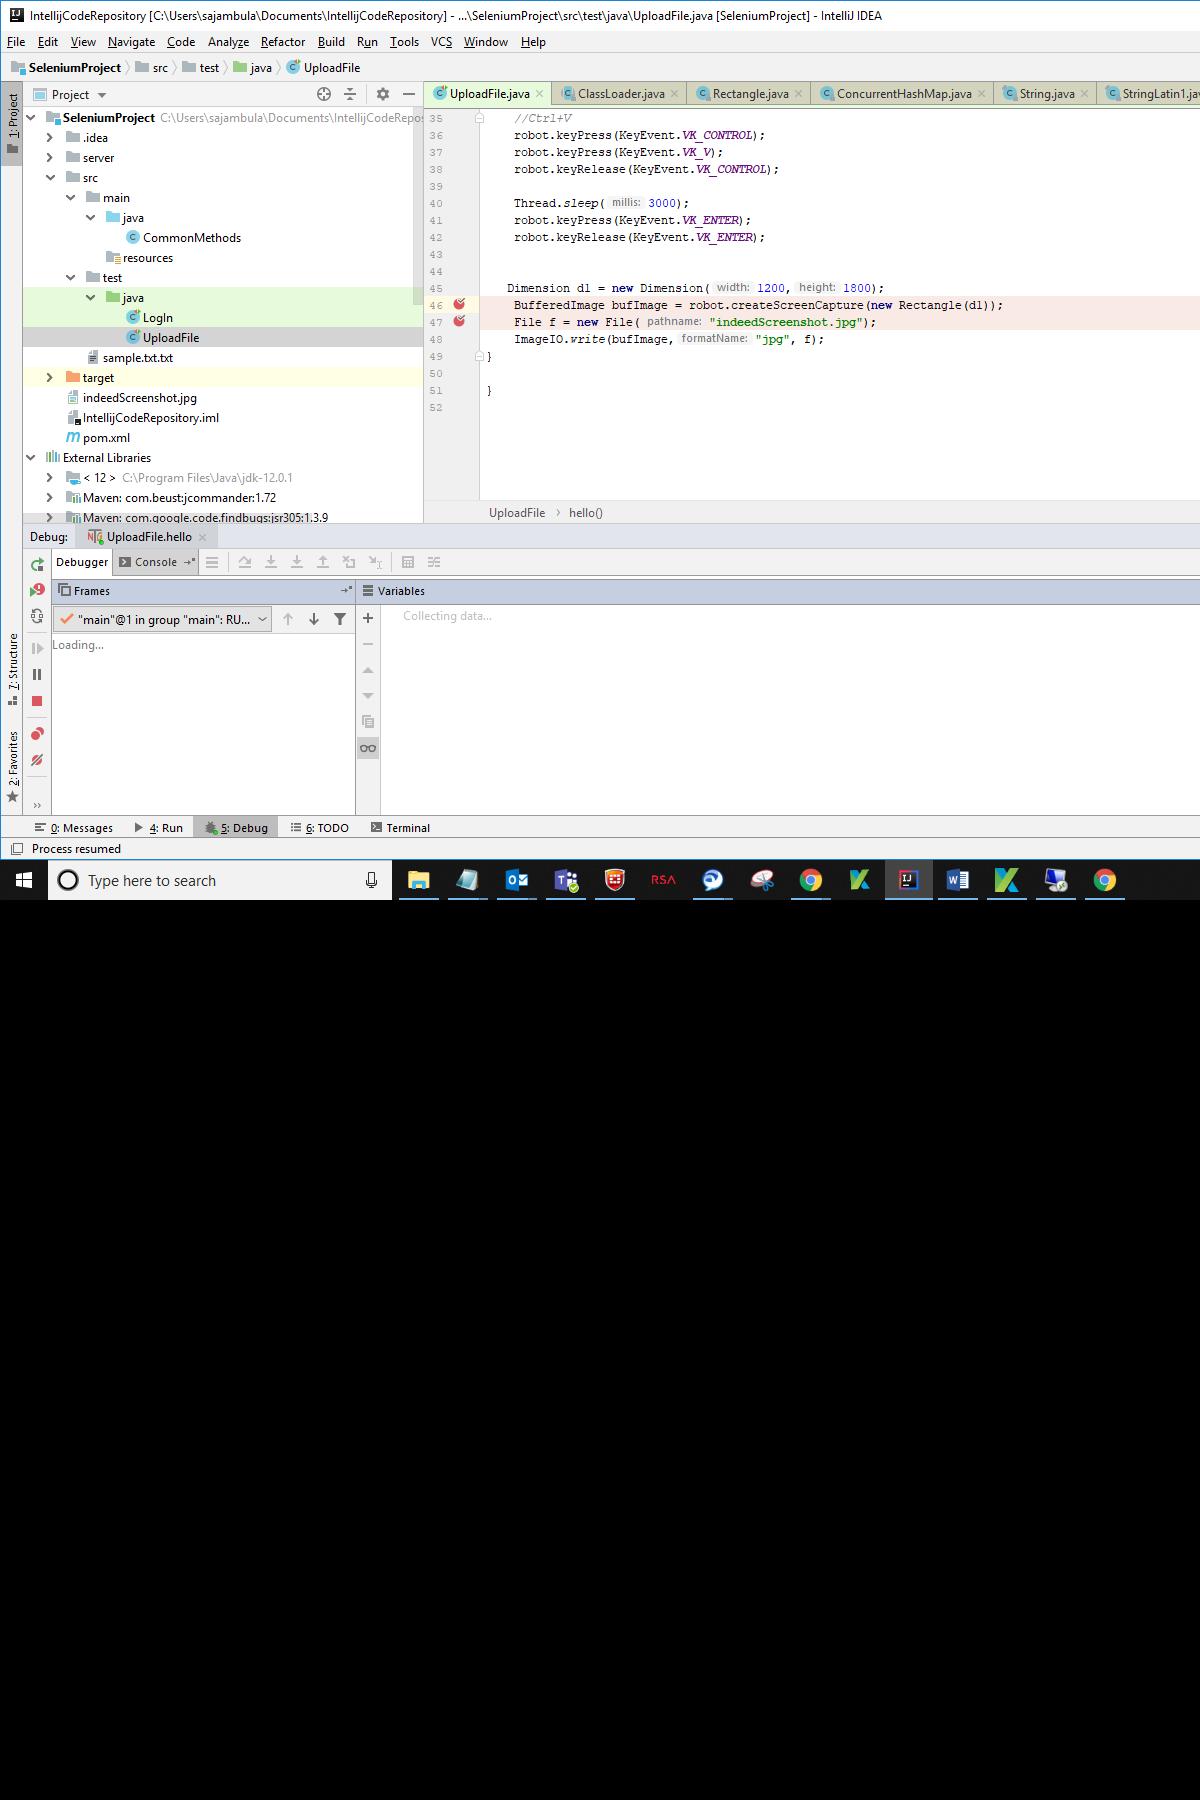 IntellijCodeRepository [C:\Users\sajambula\Documents\IntellijCodeRepository] - ...\SeleniumProject\src\test\java\UploadFile.java [SeleniumProject] - IntelliJ IDEA
File Edit View Navigate Code Analyze Refactor Build Run Tools VCS Window Help
SeleniumProject src test java UploadFile
1: Project
Project
SeleniumProject C:\Users\sajambula\Documents\IntellijCodeRepos
.idea
server
src
main
java
CommonMethods
resources
test
java
LogIn
UploadFile
sample.txt.txt
target
indeedScreenshot.jpg
IntellijCodeRepository.iml
pom.xml
External Libraries
< 12 > C:\Program Files\Java\jdk-12.0.1
Maven: com.beust:jcommander:1.72
Maven: com.google.code.findbugs:jsr305:1.3.9
UploadFile.java ClassLoader.java Rectangle.java ConcurrentHashMap.java String.java StringLatin1.jav
35 //Ctrl+V
36 robot.keyPress(KeyEvent.VK_CONTROL);
37 robot.keyPress(KeyEvent.VK_V);
38 robot.keyRelease(KeyEvent.VK_CONTROL);
39
40 Thread.sleep( millis: 3000);
41 robot.keyPress(KeyEvent.VK_ENTER);
42 robot.keyRelease(KeyEvent.VK_ENTER);
43
44
45 Dimension dl = new Dimension( width: 1200, height: 1800);
46 BufferedImage bufImage = robot.createScreenCapture(new Rectangle(dl));
47 File f = new File( pathname: "indeedScreenshot.jpg");
48 ImageIO.write(bufImage, formatName: "jpg", f);
49 }
50
51 }
52
UploadFile > hello()
Debug: UploadFile.hello
Debugger Console
Frames Variables
"main"@1 in group "main": RU...
Loading...
Collecting data...
7: Structure
2: Favorites
0: Messages 4: Run 5: Debug 6: TODO Terminal
Process resumed
Type here to search
RSA